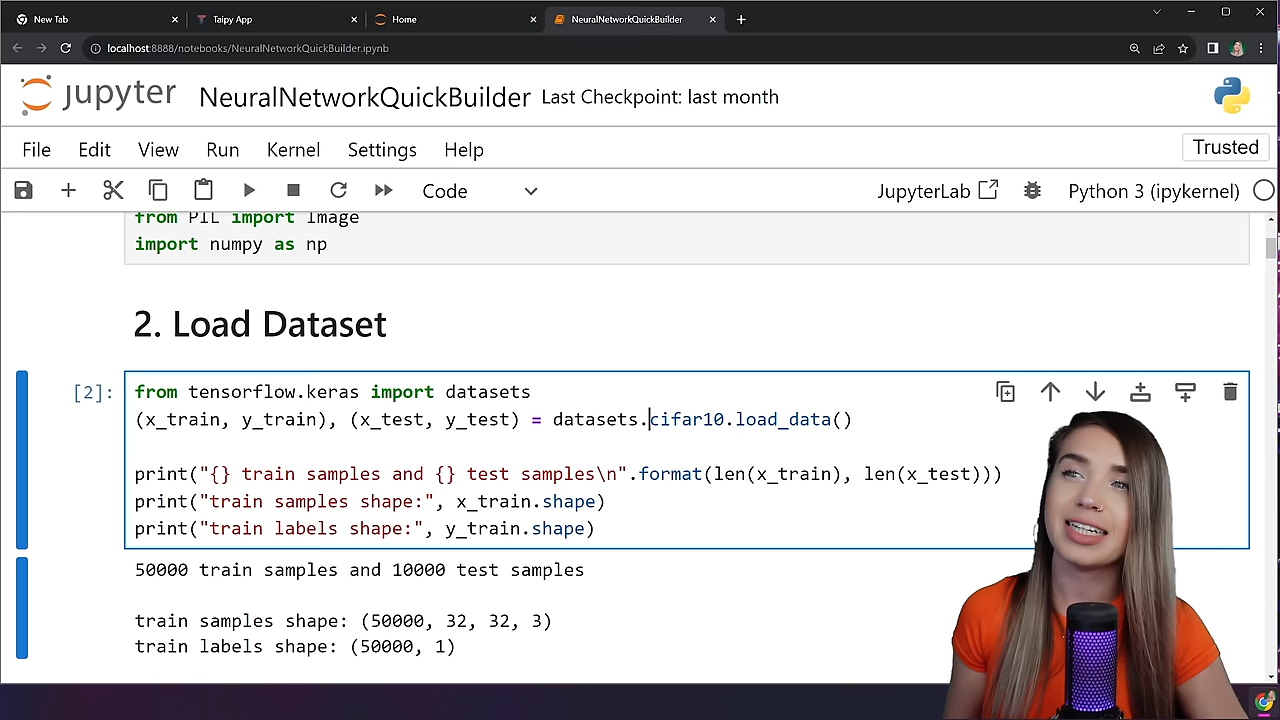 New Tab
Taipy App
Home
NeuralNetworkQuickBuilder
localhost:8888/notebooks/NeuralNetworkQuickBuilder.ipynb
jupyter NeuralNetworkQuickBuilder Last Checkpoint: last month
File Edit View Run Kernel Settings Help Trusted
Code JupyterLab Python 3 (ipykernel)
from PIL import Image
import numpy as np
2. Load Dataset
[2]: from tensorflow.keras import datasets
(x_train, y_train), (x_test, y_test) = datasets.cifar10.load_data()
print("{} train samples and {} test samples\n".format(len(x_train), len(x_test)))
print("train samples shape:", x_train.shape)
print("train labels shape:", y_train.shape)
50000 train samples and 10000 test samples
train samples shape: (50000, 32, 32, 3)
train labels shape: (50000, 1)